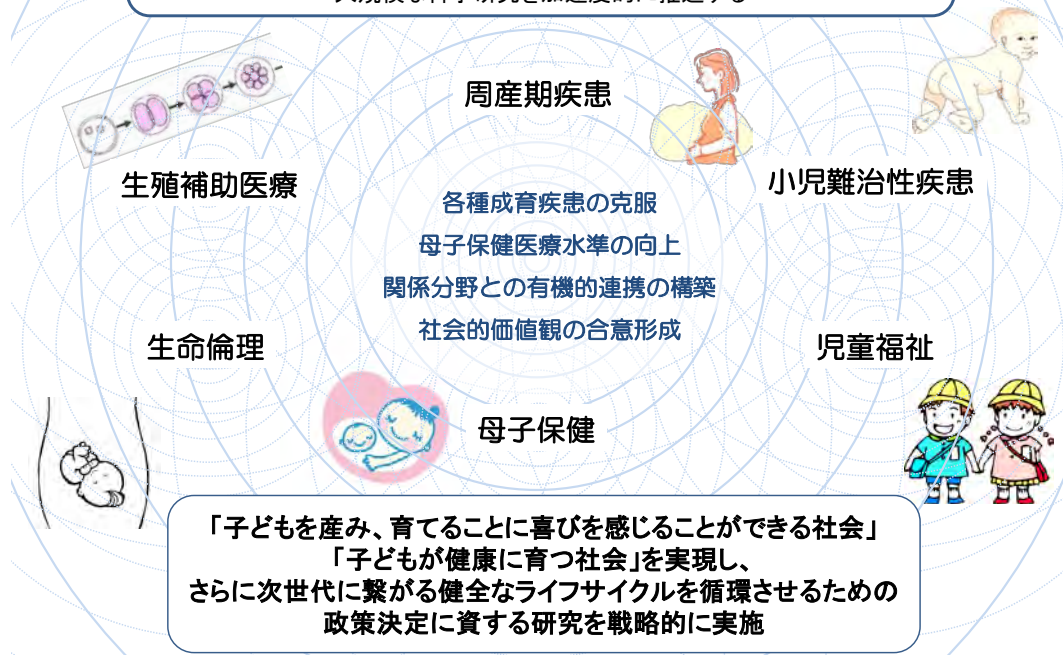 周産期疾患
生殖補助医療
小児難治性疾患
各種成育疾患の克服
母子保健医療水準の向上
関係分野との有機的連携の構築
社会的価値観の合意形成
生命倫理
児童福祉
母子保健
「子どもを産み、育てることに喜びを感じることができる社会」
「子どもが健康に育つ社会」を実現し、
さらに次世代に繋がる健全なライフサイクルを循環させるための
政策決定に資する研究を戦略的に実施